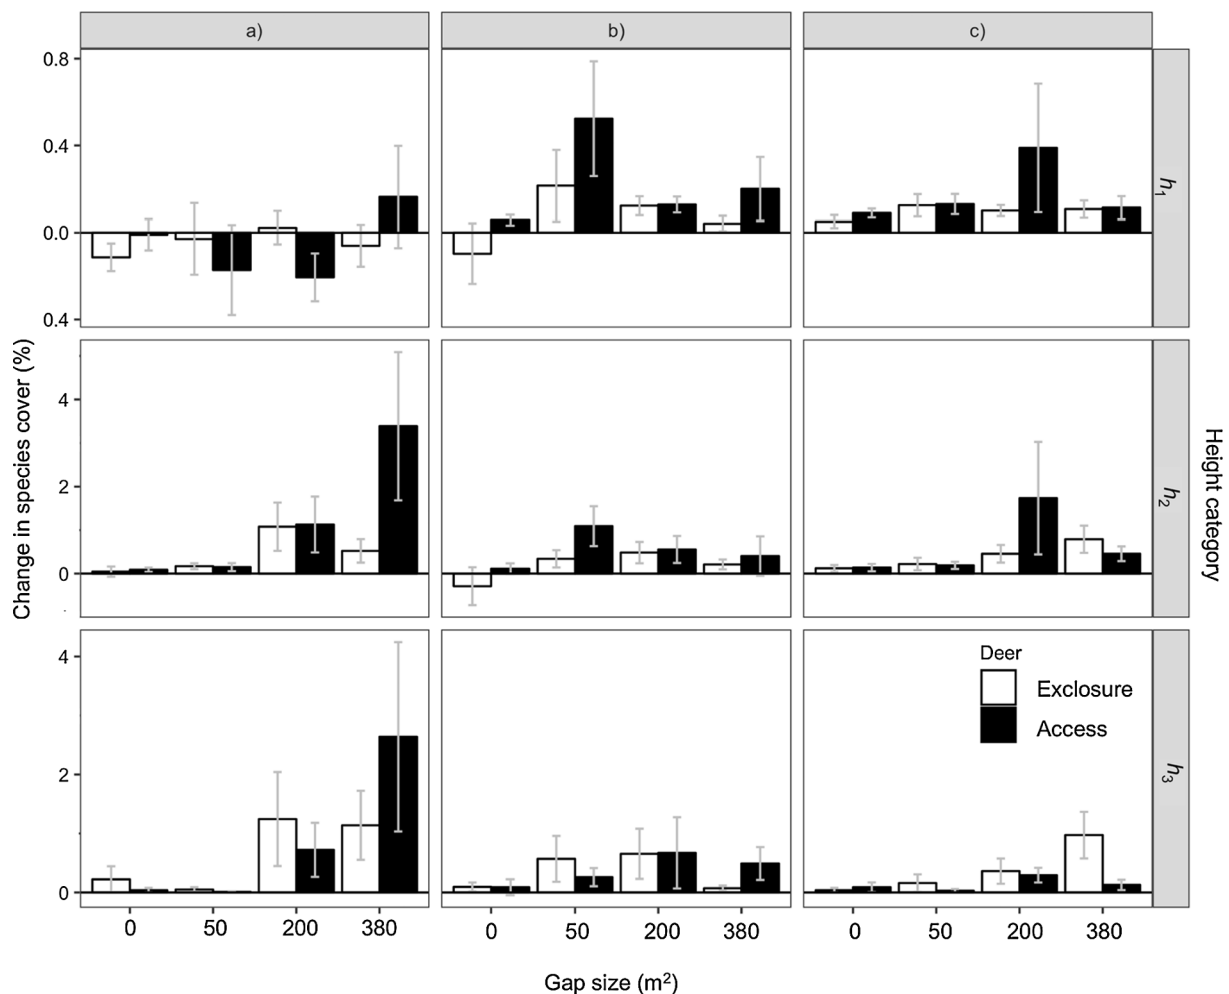 a) b) c)
0.8
0.4
0.0
0.4
h1
4
2
0
h2
4
2
0
h3
Change in species cover (%)
Height category
Deer
Exclosure
Access
0 50 200 380 0 50 200 380 0 50 200 380
Gap size (m²)